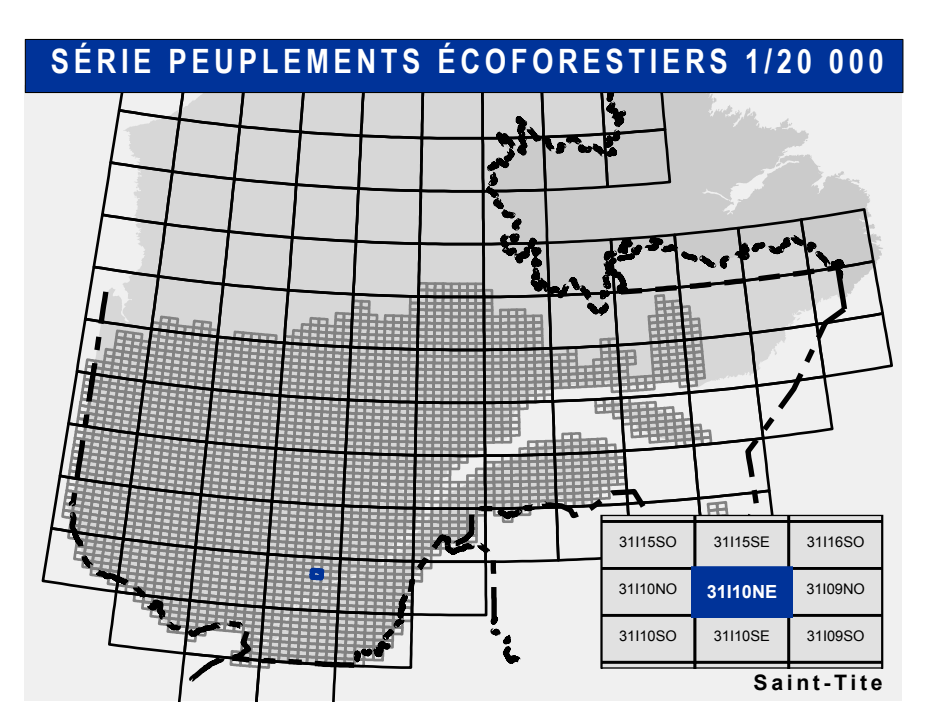 SÉRIE PEUPLEMENTS ÉCOFORESTIERS 1/20 000
31I15SO 31I15SE 31I16SO
31I10NO 31I10NE 31I09NO
31I10SO 31I10SE 31I09SO
Saint-Tite